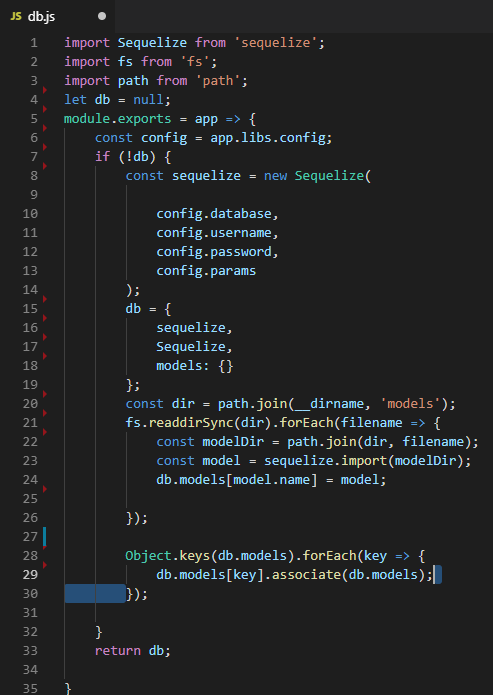 JS db.js
1 import Sequelize from 'sequelize';
2 import fs from 'fs';
3 import path from 'path';
4 let db = null;
5 module.exports = app => {
6 const config = app.libs.config;
7 if (!db) {
8 const sequelize = new Sequelize(
9
10 config.database,
11 config.username,
12 config.password,
13 config.params
14 );
15 db = {
16 sequelize,
17 Sequelize,
18 models: {}
19 };
20 const dir = path.join(__dirname, 'models');
21 fs.readdirSync(dir).forEach(filename => {
22 const modelDir = path.join(dir, filename);
23 const model = sequelize.import(modelDir);
24 db.models[model.name] = model;
25
26 });
27
28 Object.keys(db.models).forEach(key => {
29 db.models[key].associate(db.models);
30 });
31
32 }
33 return db;
34
35 }